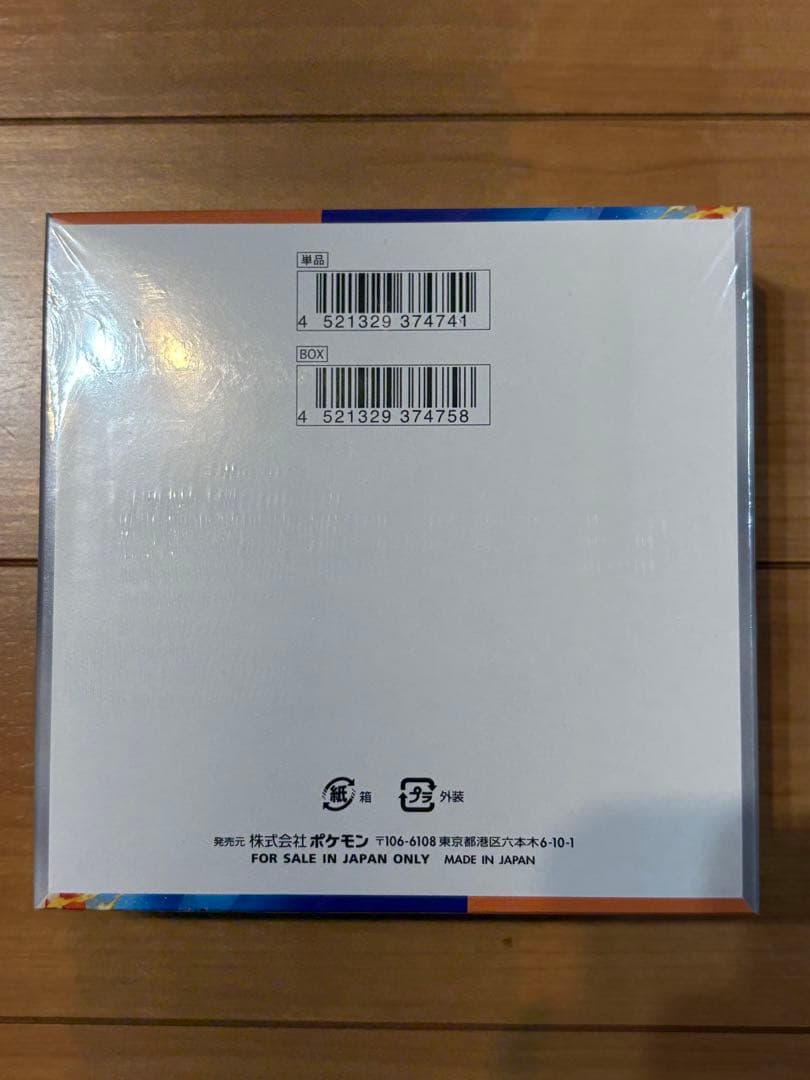 単品
4 521329 374741
BOX
4 521329 374758
紙 箱 プラ 外装
発売元 株式会社 ポケモン 〒106-6108 東京都港区六本木6-10-1
FOR SALE IN JAPAN ONLY MADE IN JAPAN